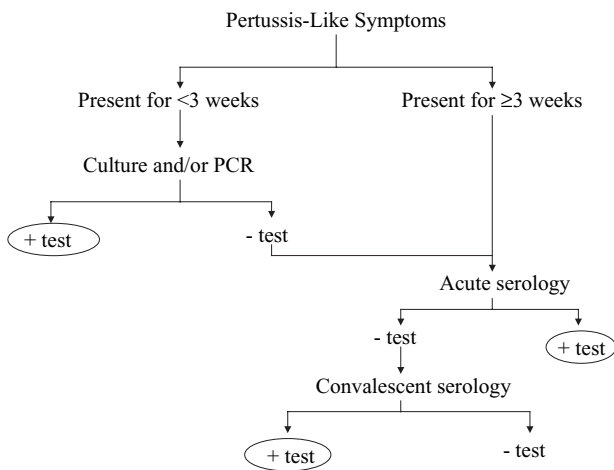 Pertussis-Like Symptoms
Present for <3 weeks
Present for ≥3 weeks
Culture and/or PCR
+ test
- test
Acute serology
- test
+ test
Convalescent serology
+ test
- test